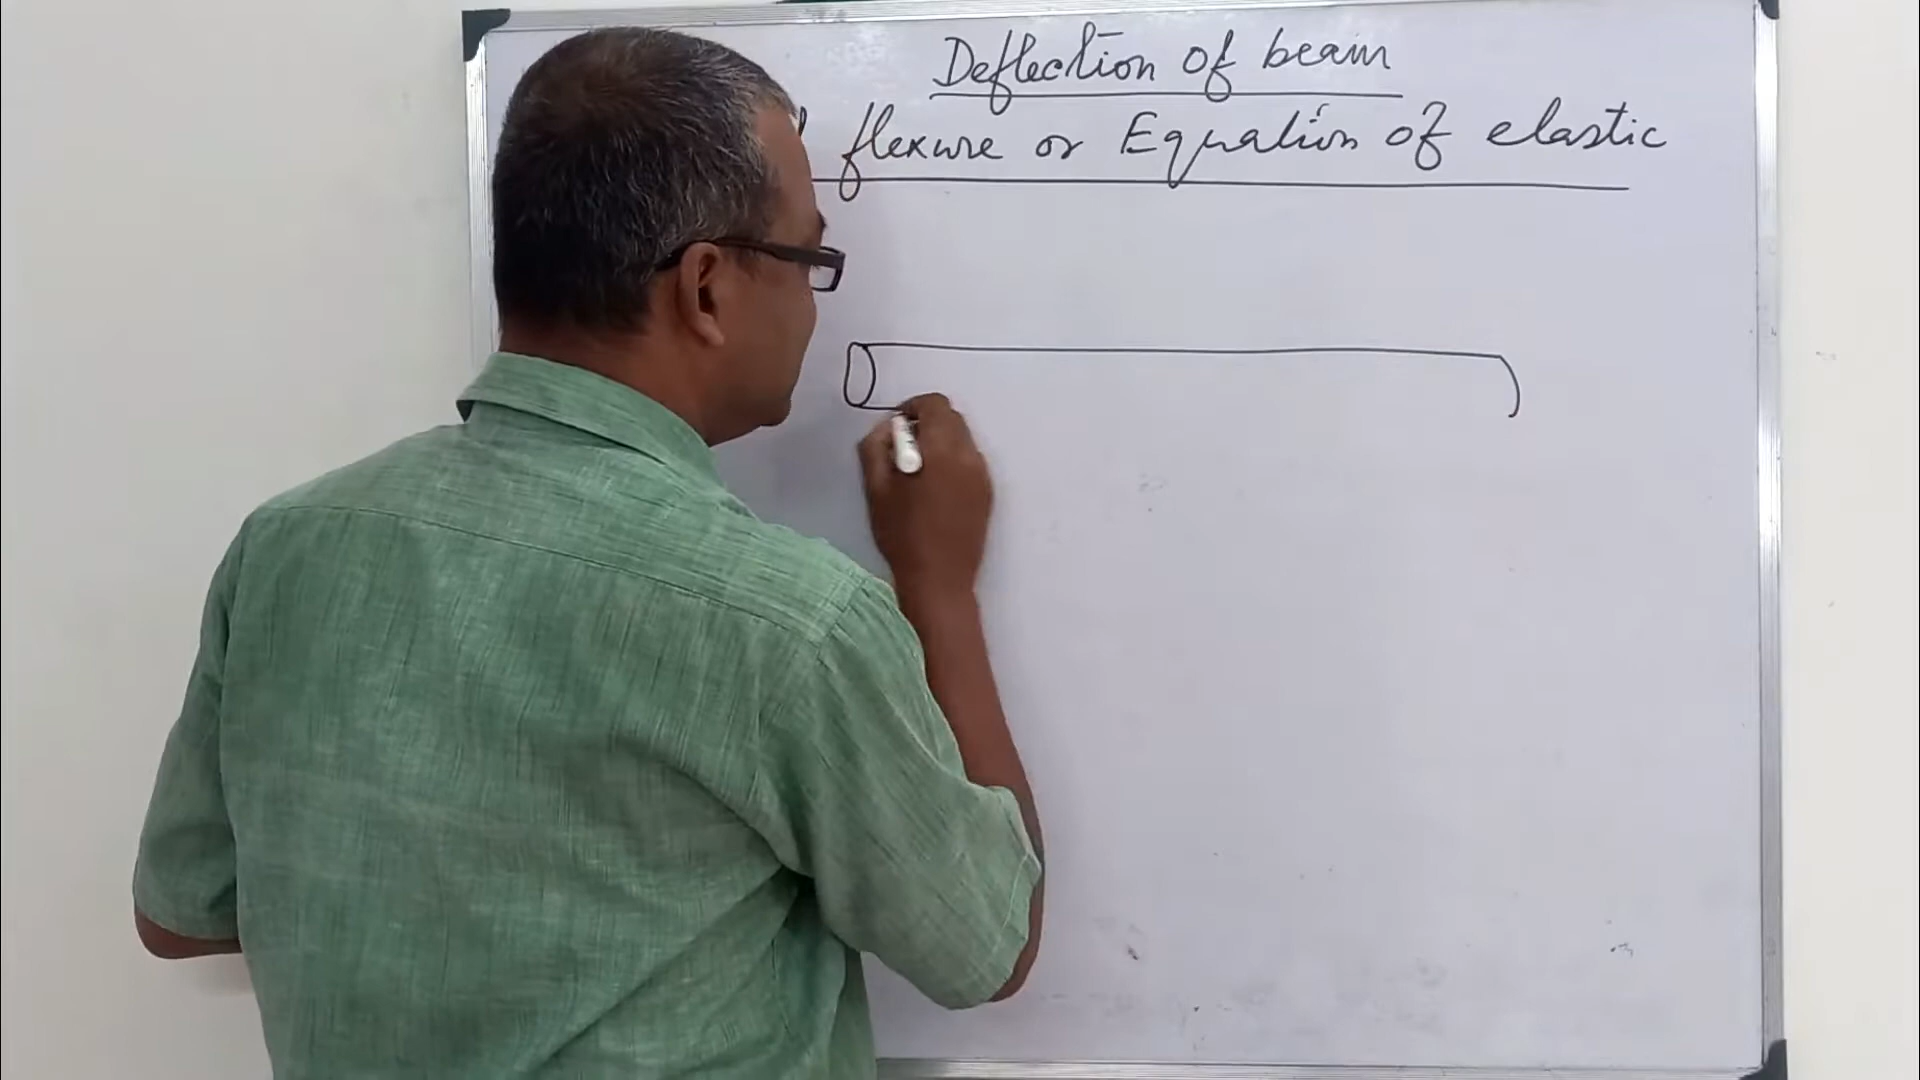 Deflection of beam
flexure or Equation of elastic